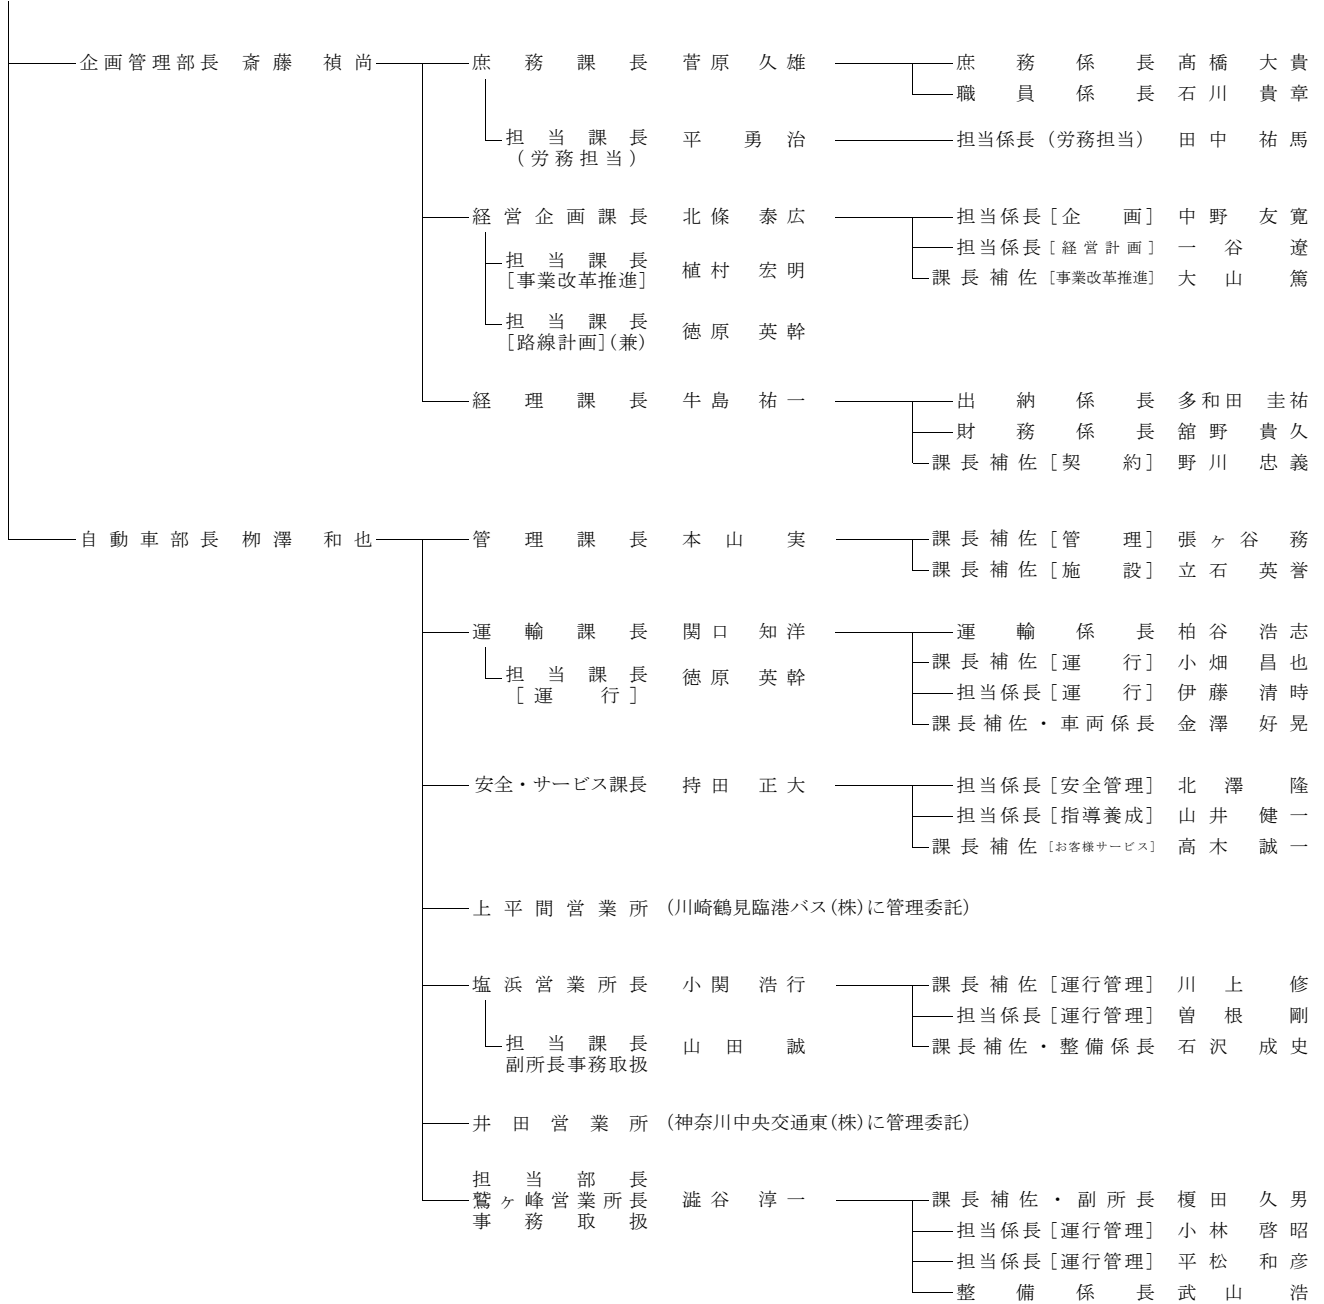 企画管理部長 斎藤 禎尚 庶務課長 菅原久雄 庶務係長 髙橋大貴
職員係長 石川貴章
担当課長 平勇治 担当係長(労務担当) 田中祐馬
(労務担当)
経営企画課長 北條泰広 担当係長[企画] 中野友寛
担当係長[経営計画] 一谷遼
担当課長 植村宏明 課長補佐[事業改革推進] 大山篤
[事業改革推進]
担当課長 徳原英幹
[路線計画](兼)
経理課長 牛島祐一 出納係長 多和田圭祐
財務係長 舘野貴久
課長補佐[契約] 野川忠義
自動車部長 栁澤和也 管理課長 本山実 課長補佐[管理] 張ヶ谷務
課長補佐[施設] 立石英誉
運輸課長 関口知洋 運輸係長 柏谷浩志
課長補佐[運行] 小畑昌也
担当課長 徳原英幹 担当係長[運行] 伊藤清時
[運行]
課長補佐・車両係長 金澤好晃
安全・サービス課長 持田正大 担当係長[安全管理] 北澤隆
担当係長[指導養成] 山井健一
課長補佐[お客様サービス] 高木誠一
上平間営業所 (川崎鶴見臨港バス(株)に管理委託)
塩浜営業所長 小関浩行 課長補佐[運行管理] 川上修
担当係長[運行管理] 曽根剛
担当課長 山田誠 課長補佐・整備係長 石沢成史
副所長事務取扱
井田営業所 (神奈川中央交通東(株)に管理委託)
担当部長
鷲ヶ峰営業所長 澁谷淳一 課長補佐・副所長 榎田久男
事務取扱
担当係長[運行管理] 小林啓昭
担当係長[運行管理] 平松和彦
整備係長 武山浩